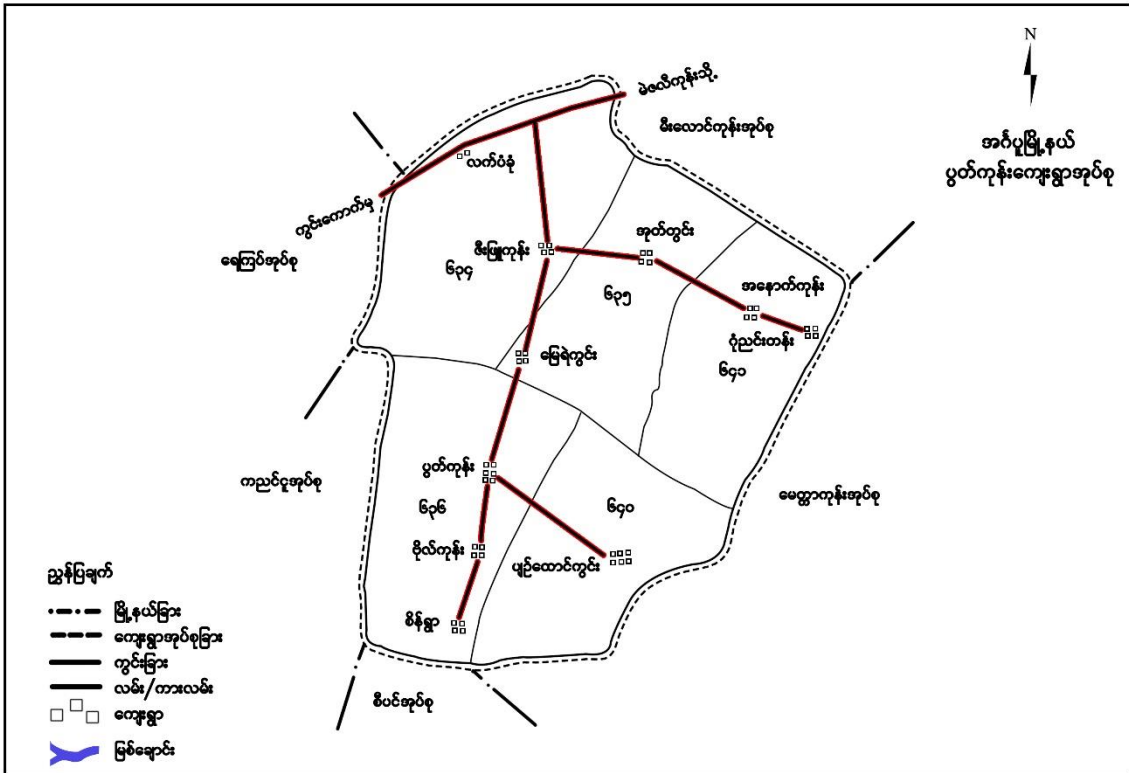 N
အင်္ဂပူမြို့နယ်
ပွတ်ကုန်းကျေးရွာအုပ်စု
မဲဇလီကုန်းသို့
မီးလောင်ကုန်းအုပ်စု
လက်ပံခုံ
ကွင်းကောက်မှ
ရေကြပ်အုပ်စု
ဇီးဖြူကုန်း
အုတ်တွင်း
၆၃၄
၆၃၅
အနောက်ကုန်း
ဂုံညင်းတန်း
၆၄၁
မြေရဲကွင်း
ပွတ်ကုန်း
ကညင်ငူအုပ်စု
မေတ္တာကုန်းအုပ်စု
၆၃၆
၆၄၀
ဗိုလ်ကုန်း
ပျဉ်ထောင်ကွင်း
စိန်ရွာ
စီပင်အုပ်စု
ညွှန်ပြချက်
မြို့နယ်ခြား
ကျေးရွာအုပ်စုခြား
ကွင်းခြား
လမ်း/ကားလမ်း
ကျေးရွာ
မြစ်ချောင်း